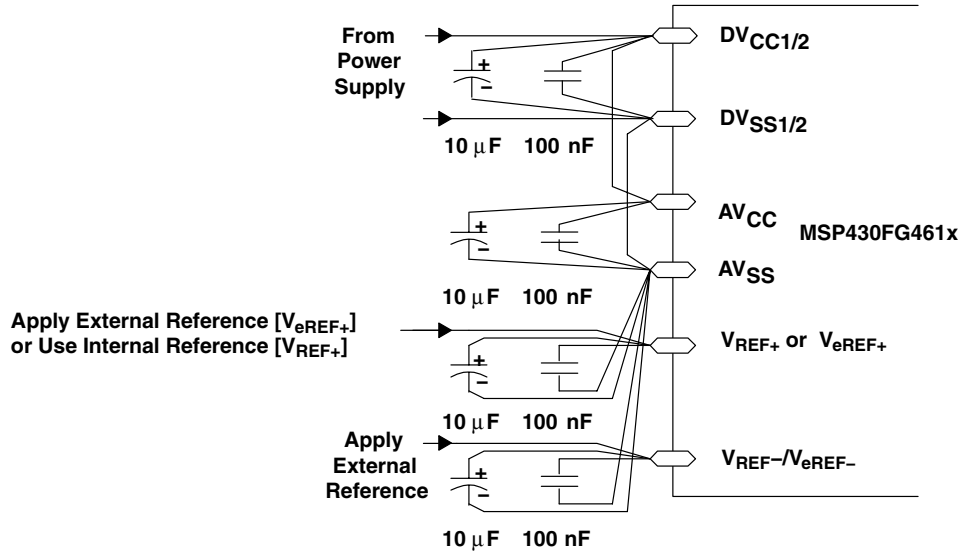 From
Power
Supply
DVCC1/2
+
−
DVSS1/2
10 μF 100 nF
AVCC
MSP430FG461x
+
−
AVSS
10 μF 100 nF
Apply External Reference [VeREF+]
or Use Internal Reference [VREF+]
VREF+ or VeREF+
+
−
10 μF 100 nF
Apply
External
Reference
VREF−/VeREF−
+
−
10 μF 100 nF